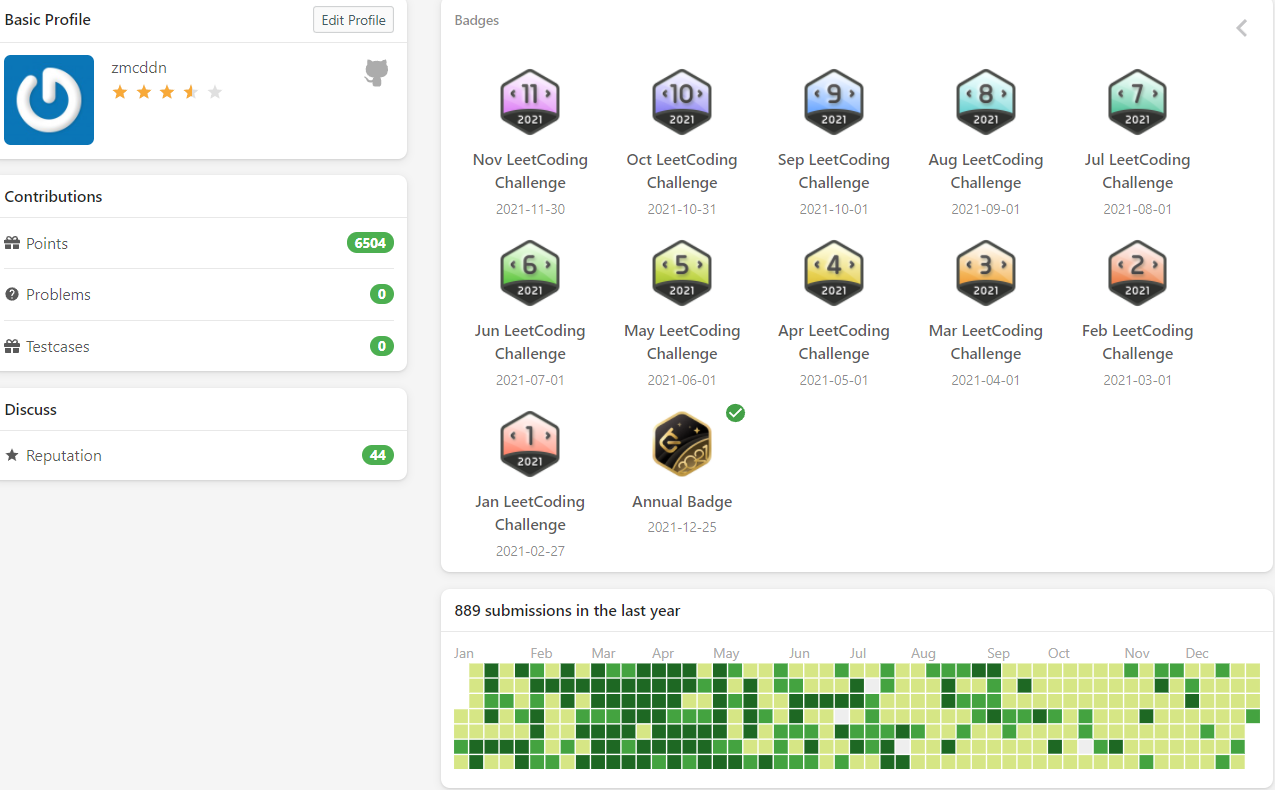 Basic Profile
Edit Profile
zmcddn
Contributions
Points
6504
Problems
0
Testcases
0
Discuss
Reputation
44
Badges
11
2021
10
2021
9
2021
8
2021
7
2021
Nov LeetCoding
Challenge
2021-11-30
Oct LeetCoding
Challenge
2021-10-31
Sep LeetCoding
Challenge
2021-10-01
Aug LeetCoding
Challenge
2021-09-01
Jul LeetCoding
Challenge
2021-08-01
6
2021
5
2021
4
2021
3
2021
2
2021
Jun LeetCoding
Challenge
2021-07-01
May LeetCoding
Challenge
2021-06-01
Apr LeetCoding
Challenge
2021-05-01
Mar LeetCoding
Challenge
2021-04-01
Feb LeetCoding
Challenge
2021-03-01
1
2021
2021
Jan LeetCoding
Challenge
2021-02-27
Annual Badge
2021-12-25
889 submissions in the last year
Jan Feb Mar Apr May Jun Jul Aug Sep Oct Nov Dec